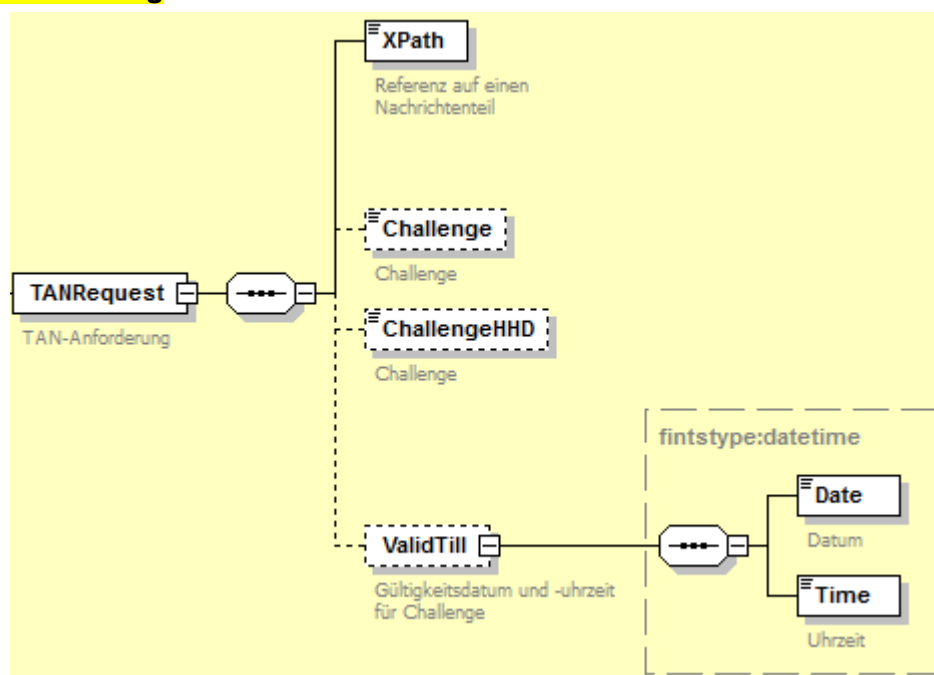 XPath
Referenz auf einen
Nachrichtenteil
Challenge
Challenge
TANRequest
TAN-Anforderung
ChallengeHHD
Challenge
fintstype:datetime
Date
Datum
ValidTill
Gültigkeitsdatum und -uhrzeit
für Challenge
Time
Uhrzeit